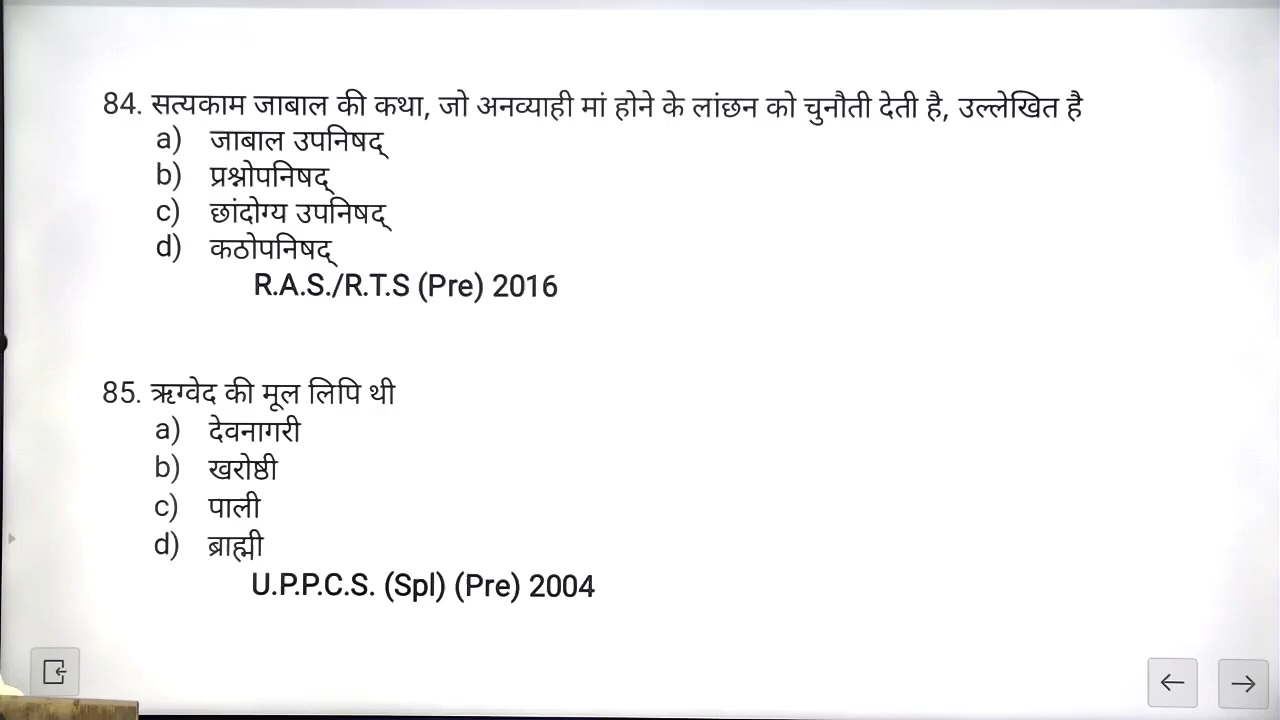 84. सत्यकाम जाबाल की कथा, जो अनव्याही मां होने के लांछन को चुनौती देती है, उल्लेखित है
a) जाबाल उपनिषद्
b) प्रश्नोपनिषद्
c) छांदोग्य उपनिषद्
d) कठोपनिषद्
R.A.S./R.T.S (Pre) 2016
85. ऋग्वेद की मूल लिपि थी
a) देवनागरी
b) खरोष्ठी
c) पाली
d) ब्राह्मी
U.P.P.C.S. (Spl) (Pre) 2004